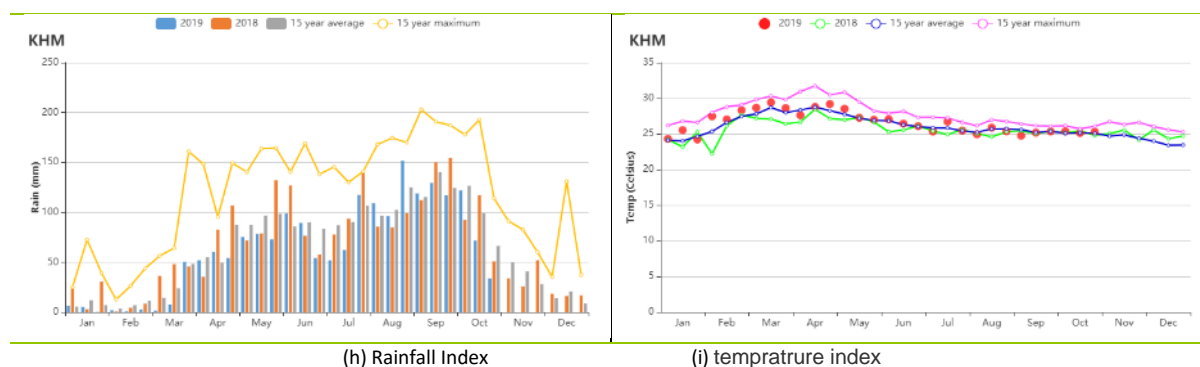 2019 2018 15 year average 15 year maximum
KHM
250
200
150
100
50
0
Rain (mm)
Jan Feb Mar Apr May Jun Jul Aug Sep Oct Nov Dec
2019 2018 15 year average 15 year maximum
KHM
35
30
25
20
15
10
5
0
Temp (Celsius)
Jan Feb Mar Apr May Jun Jul Aug Sep Oct Nov Dec
(h) Rainfall Index
(i) tempratrure index